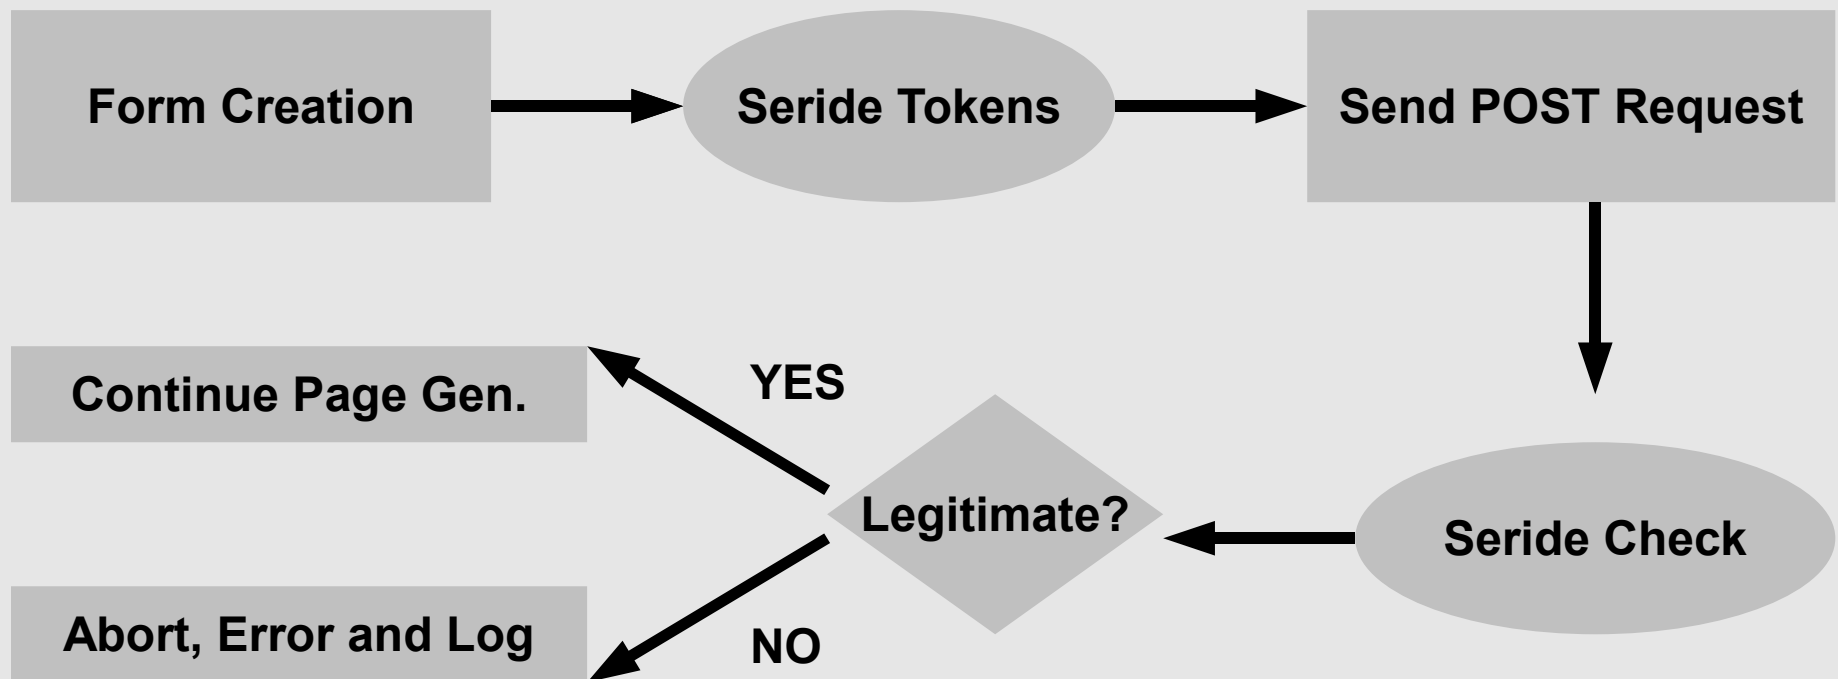 Form Creation
Seride Tokens
Send POST Request
Continue Page Gen.
YES
Legitimate?
Seride Check
Abort, Error and Log
NO